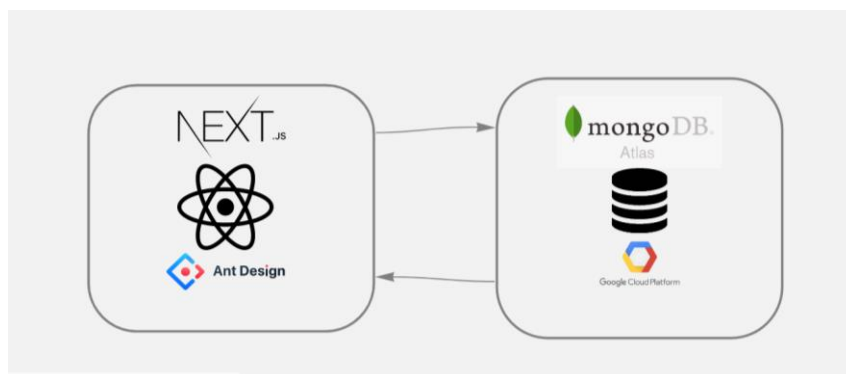 NEXT.JS
Ant Design
mongoDB®
Atlas
Google Cloud Platform